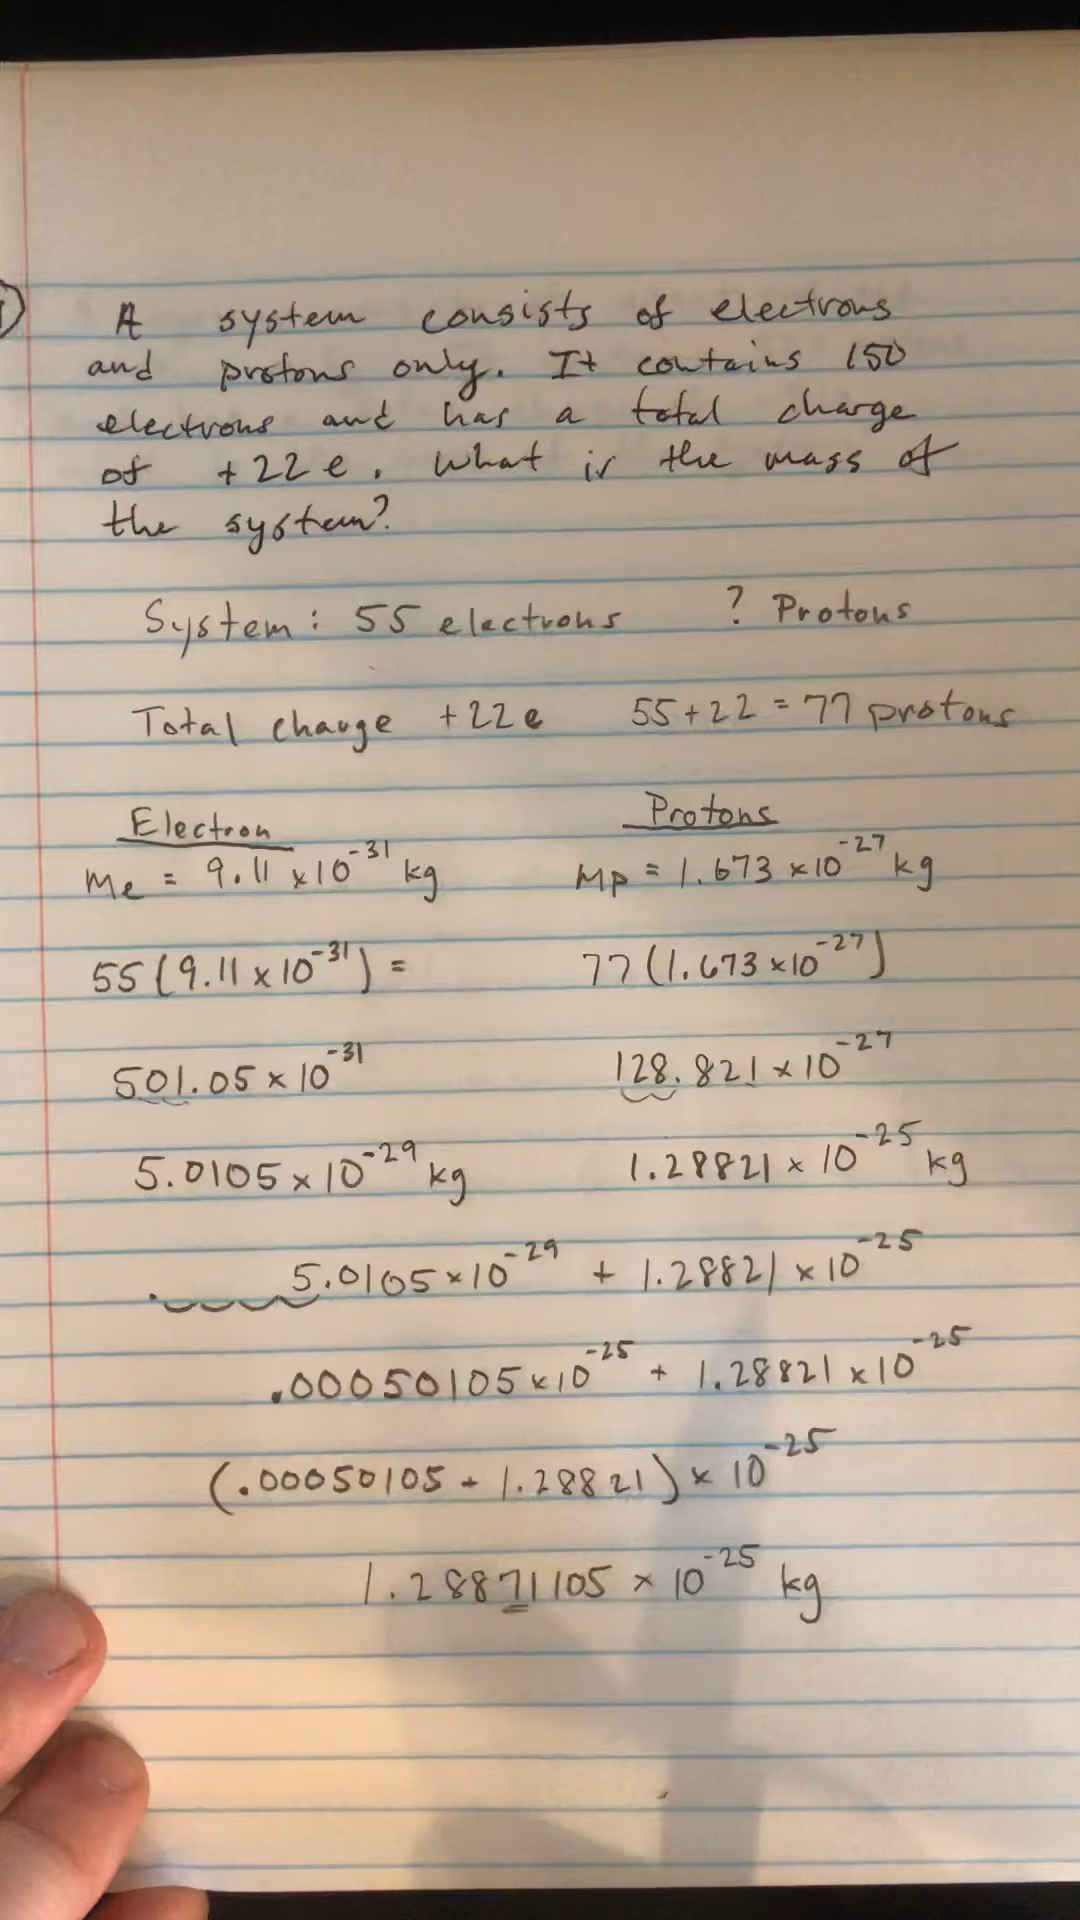 A system consists of electrons
and protons only. It contains 150
electrons and has a total charge
of +22 e. What is the mass of
the system?
System: 55 electrons ? Protons
Total charge +22e 55+22 = 77 protons
Electron Protons
Me = 9.11 x 10^-31 kg Mp = 1.673 x 10^-27 kg
55(9.11 x 10^-31) = 77(1.673 x 10^-27)
501.05 x 10^-31 128.821 x 10^-27
5.0105 x 10^-29 kg 1.28821 x 10^-25 kg
5.0105 x 10^-29 + 1.28821 x 10^-25
.00050105 x 10^-25 + 1.28821 x 10^-25
(.00050105 + 1.28821) x 10^-25
1.28871105 x 10^-25 kg